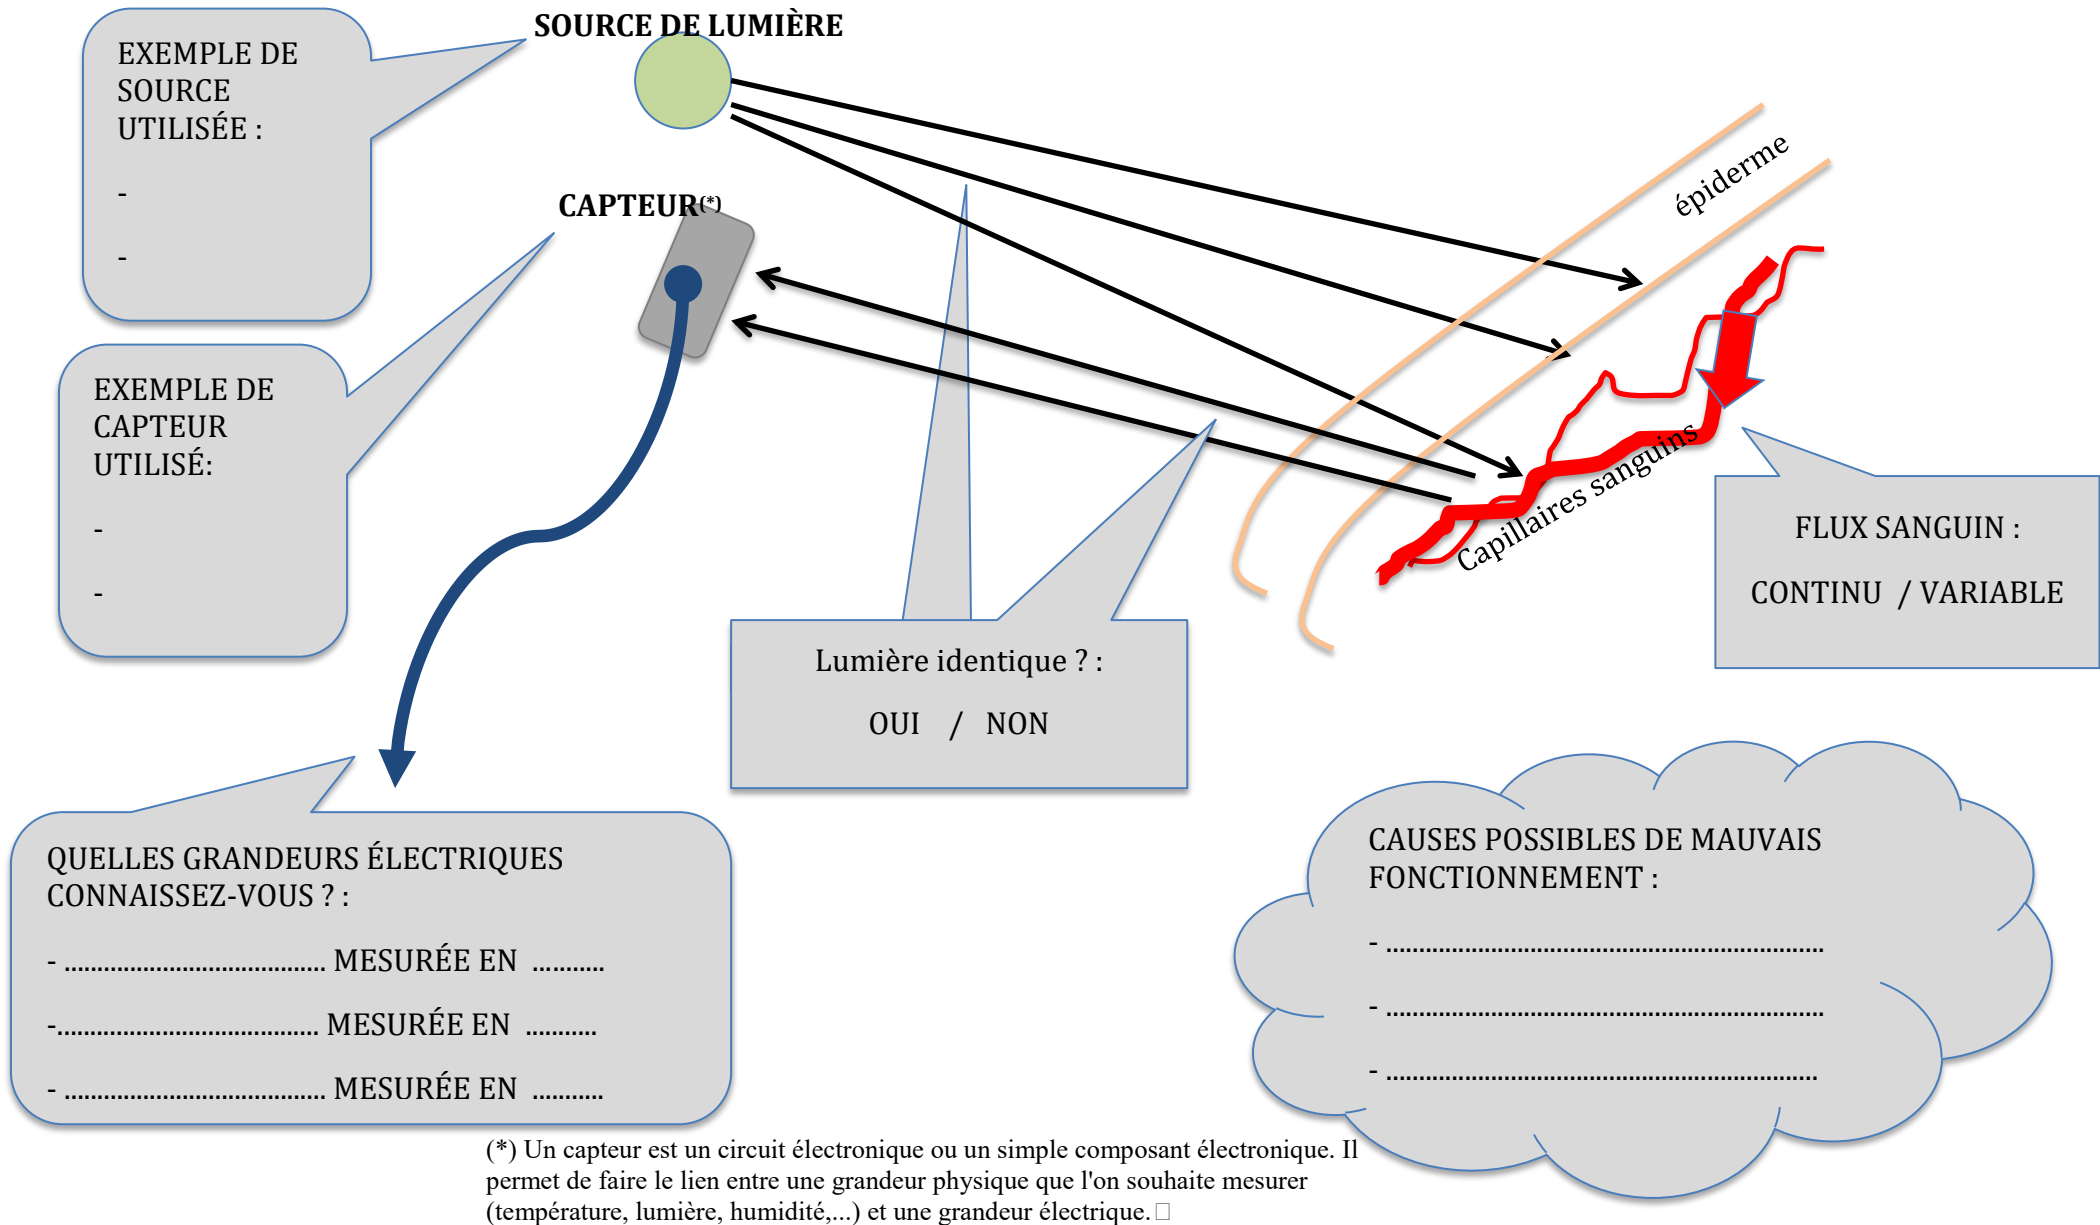 SOURCE DE LUMIÈRE
EXEMPLE DE
SOURCE
UTILISÉE :
-
-
CAPTEUR(*)
épiderme
EXEMPLE DE
CAPTEUR
UTILISÉ:
-
-
Capillaires sanguins
FLUX SANGUIN :
CONTINU / VARIABLE
Lumière identique ? :
OUI / NON
QUELLES GRANDEURS ÉLECTRIQUES
CONNAISSEZ-VOUS ? :
- ........................................ MESURÉE EN ...........
-........................................ MESURÉE EN ...........
- ........................................ MESURÉE EN ...........
CAUSES POSSIBLES DE MAUVAIS
FONCTIONNEMENT :
- ...................................................................
- ...................................................................
- ..................................................................
(*) Un capteur est un circuit électronique ou un simple composant électronique. Il
permet de faire le lien entre une grandeur physique que l'on souhaite mesurer
(température, lumière, humidité,...) et une grandeur électrique.□